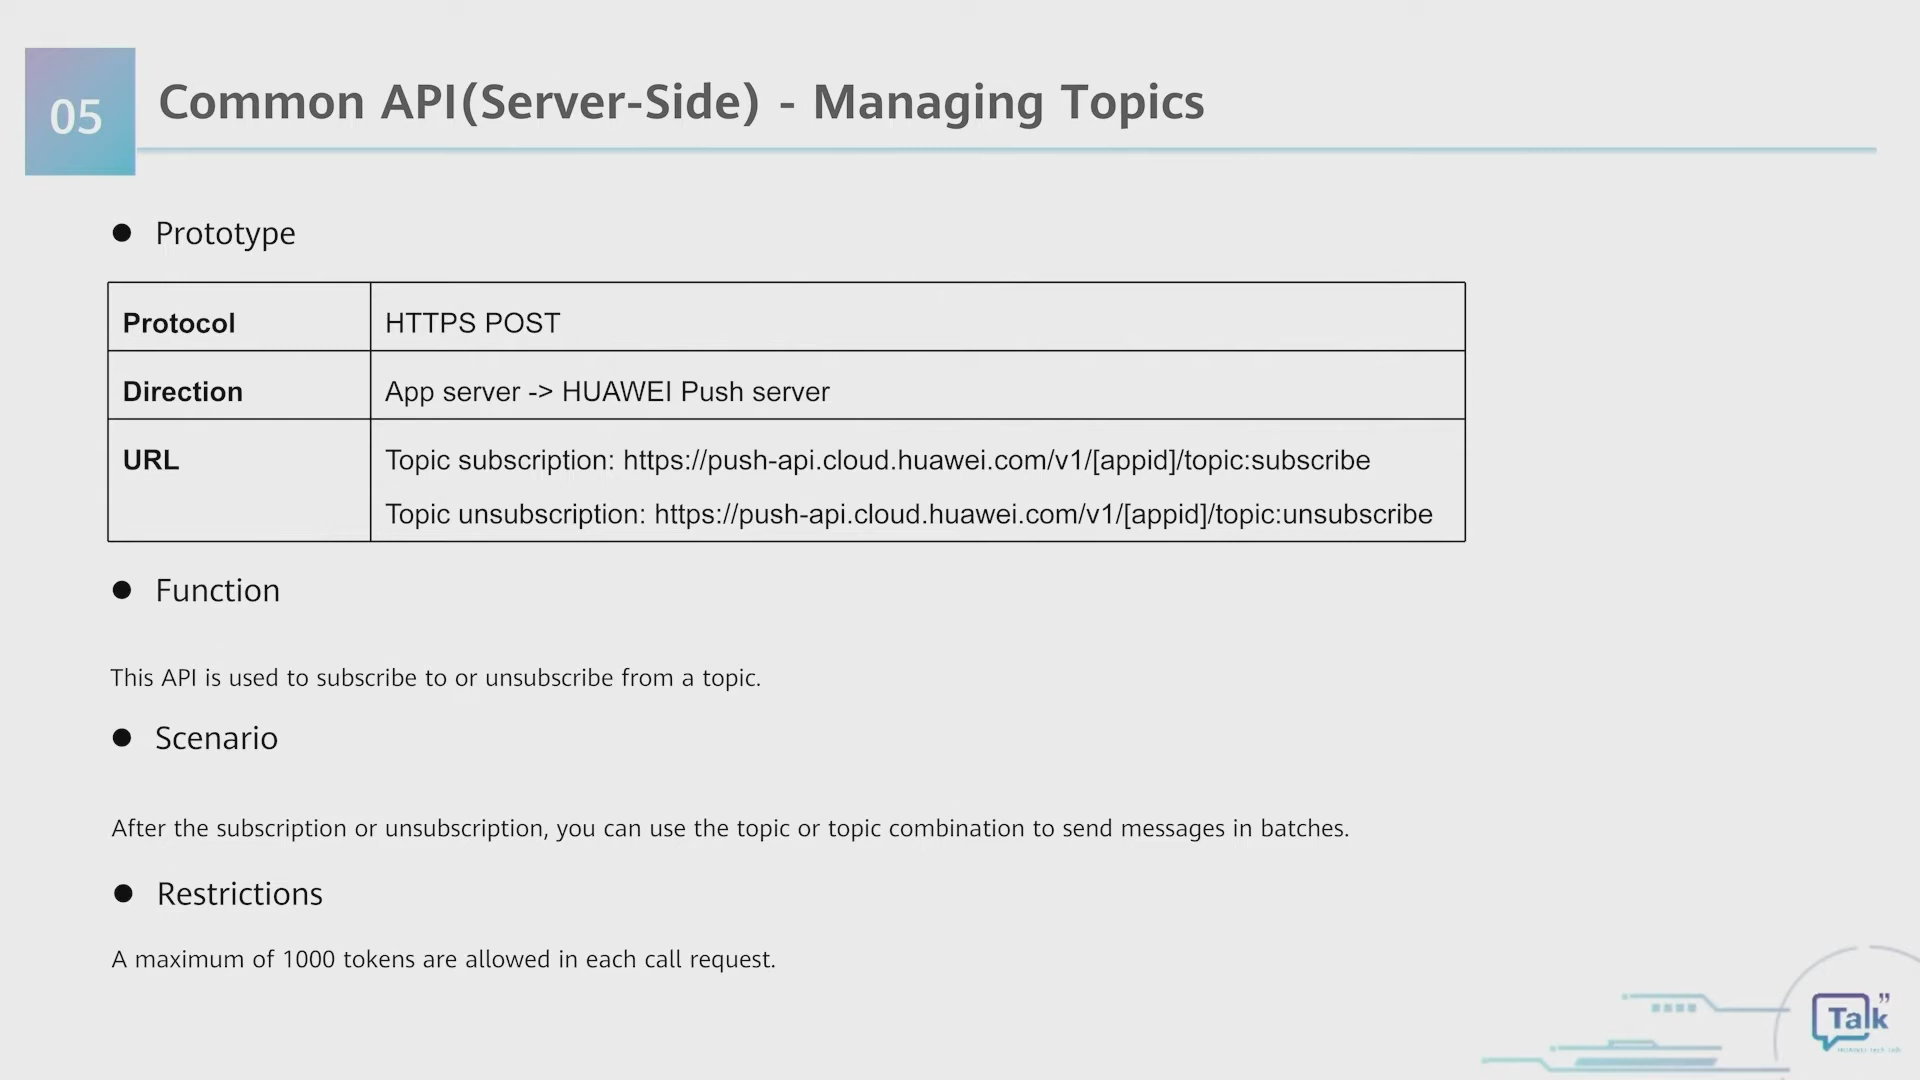 05
Common API(Server-Side) - Managing Topics
● Prototype
Protocol HTTPS POST
Direction App server -> HUAWEI Push server
URL Topic subscription: https://push-api.cloud.huawei.com/v1/[appid]/topic:subscribe
Topic unsubscription: https://push-api.cloud.huawei.com/v1/[appid]/topic:unsubscribe
● Function
This API is used to subscribe to or unsubscribe from a topic.
● Scenario
After the subscription or unsubscription, you can use the topic or topic combination to send messages in batches.
● Restrictions
A maximum of 1000 tokens are allowed in each call request.
Talk”